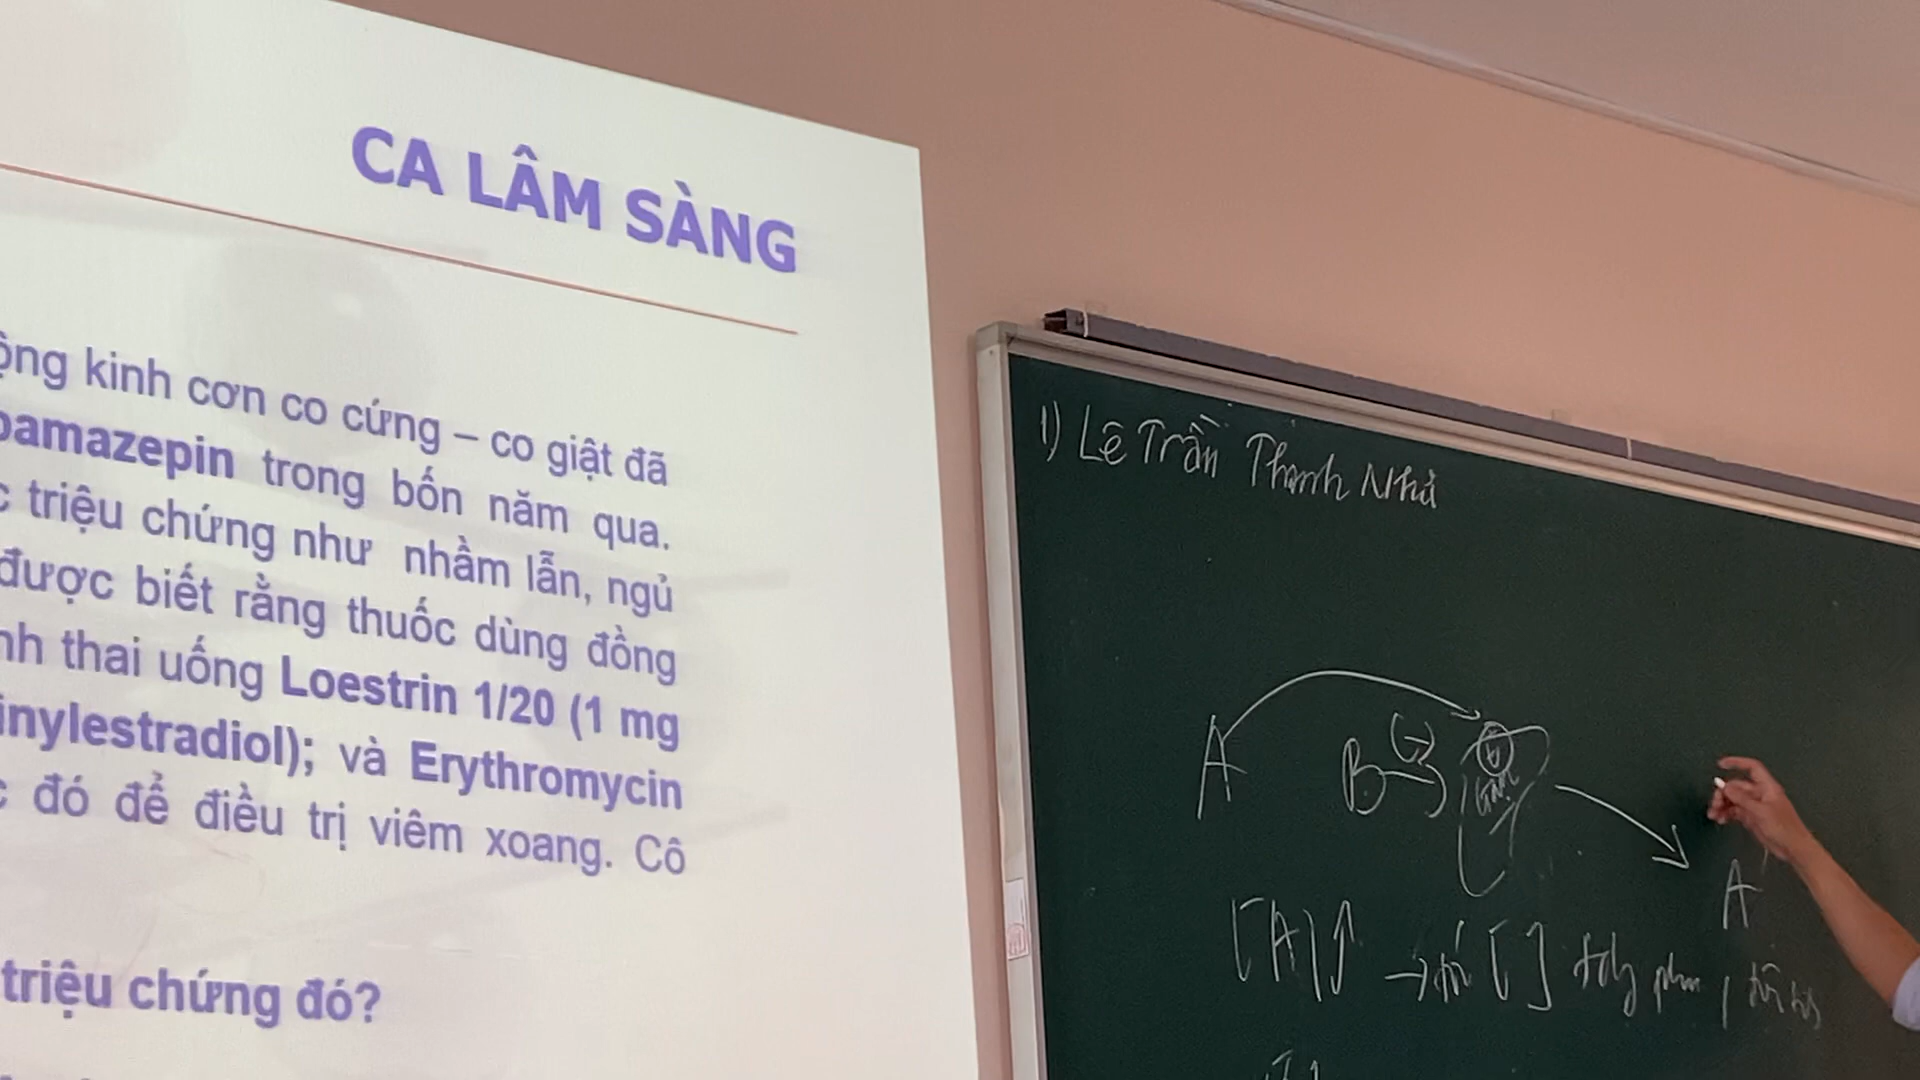 CA LÂM SÀNG
ộng kinh cơn co cứng – co giật đã
bamazepin trong bốn năm qua.
c triệu chứng như nhầm lẫn, ngủ
được biết rằng thuốc dùng đồng
nh thai uống Loestrin 1/20 (1 mg
inylestradiol); và Erythromycin
c đó để điều trị viêm xoang. Cô
triệu chứng đó?
1) Lê Trần Thanh Nhã
A B (-)
A'
[A]↑ → [ ]